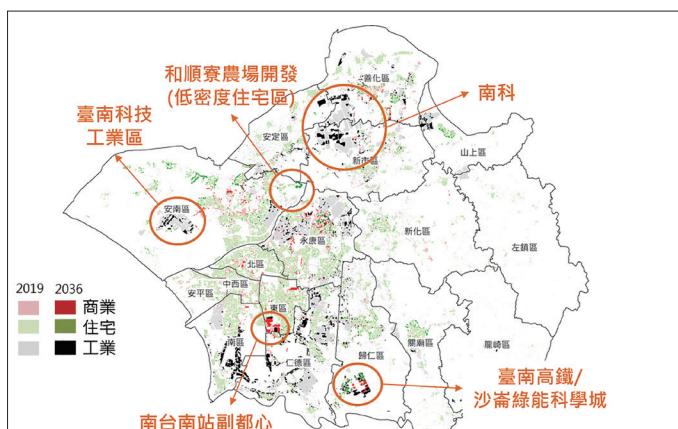 和順寮農場開發
(低密度住宅區)
南科
臺南科技
工業區
善化區
安定區
新市區
山上區
安南區
永康區
新化區
左鎮區
北區
中西區
安平區
東區
南區
仁德區
歸仁區
關廟區
龍崎區
2019 2036
商業
住宅
工業
臺南高鐵/
沙崙綠能科學城
南台南站副都心